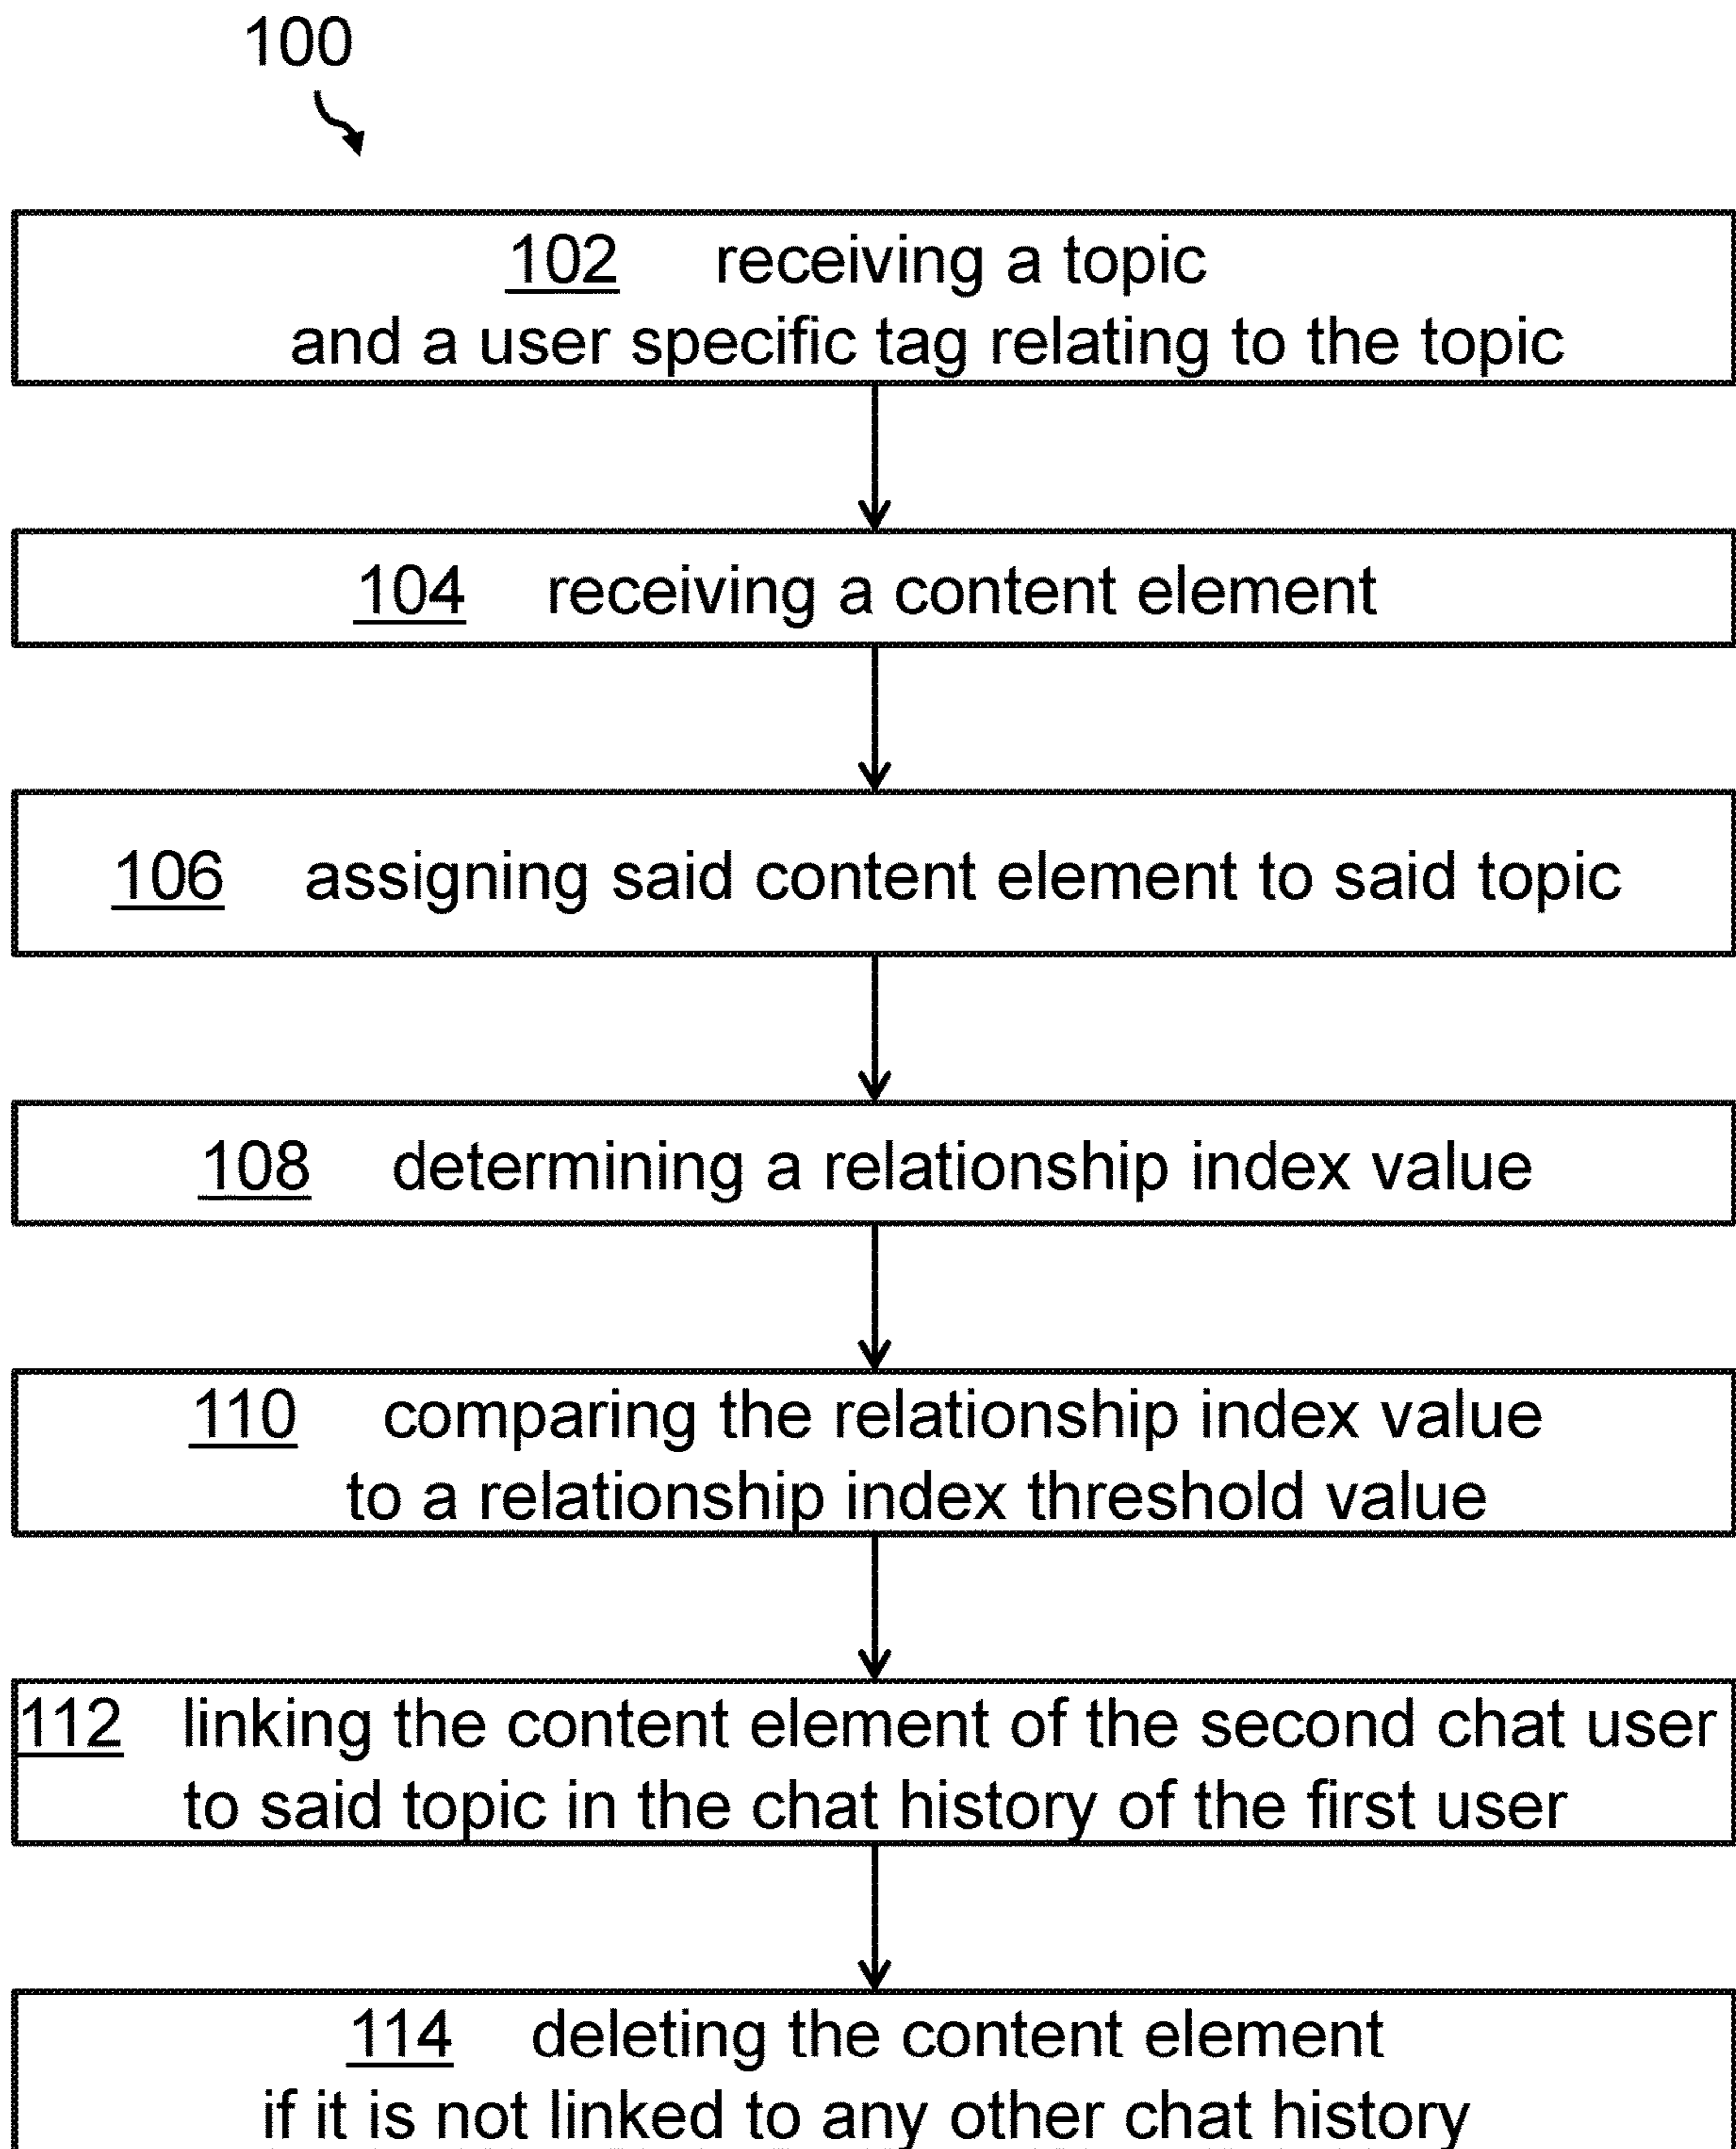 100
102 receiving a topic
and a user specific tag relating to the topic
104 receiving a content element
106 assigning said content element to said topic
108 determining a relationship index value
110 comparing the relationship index value
to a relationship index threshold value
112 linking the content element of the second chat user
to said topic in the chat history of the first user
114 deleting the content element
if it is not linked to any other chat history